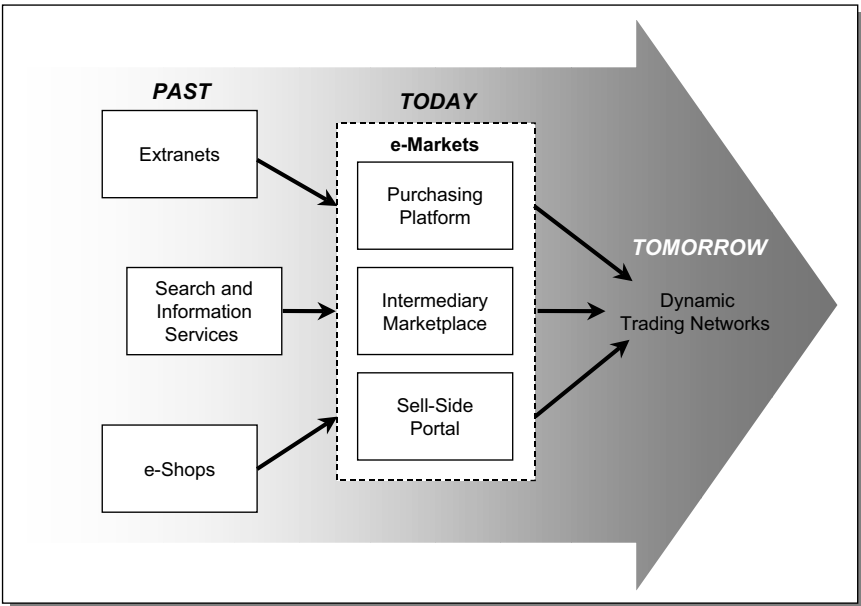 PAST
Extranets
Search and
Information
Services
e-Shops
TODAY
e-Markets
Purchasing
Platform
Intermediary
Marketplace
Sell-Side
Portal
TOMORROW
Dynamic
Trading Networks